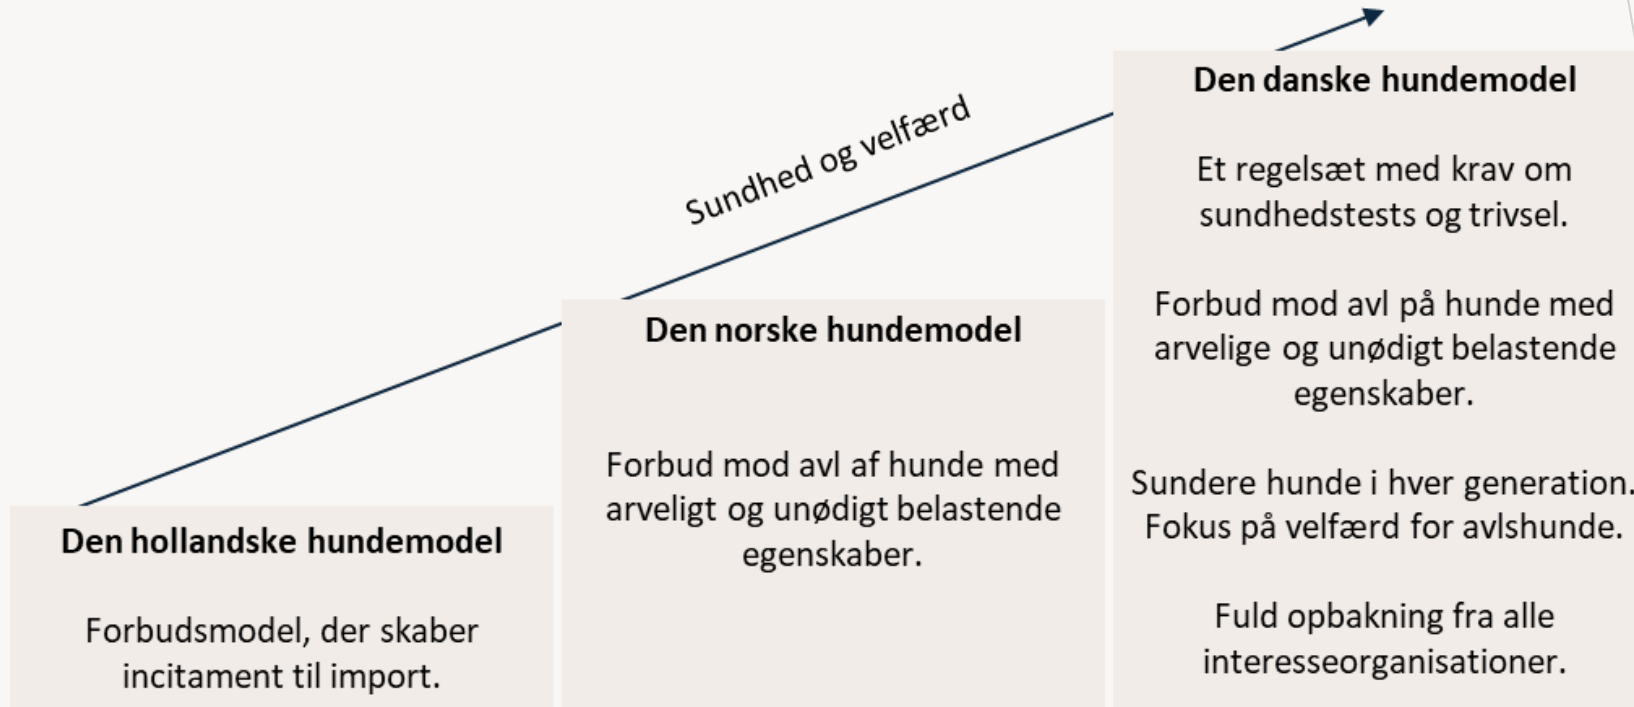 Sundhed og velfærd
Den hollandske hundemodel
Forbudsmodel, der skaber
incitament til import.
Den norske hundemodel
Forbud mod avl af hunde med
arveligt og unødigt belastende
egenskaber.
Den danske hundemodel
Et regelsæt med krav om
sundhedstests og trivsel.
Forbud mod avl på hunde med
arvelige og unødigt belastende
egenskaber.
Sundere hunde i hver generation.
Fokus på velfærd for avlshunde.
Fuld opbakning fra alle
interesseorganisationer.